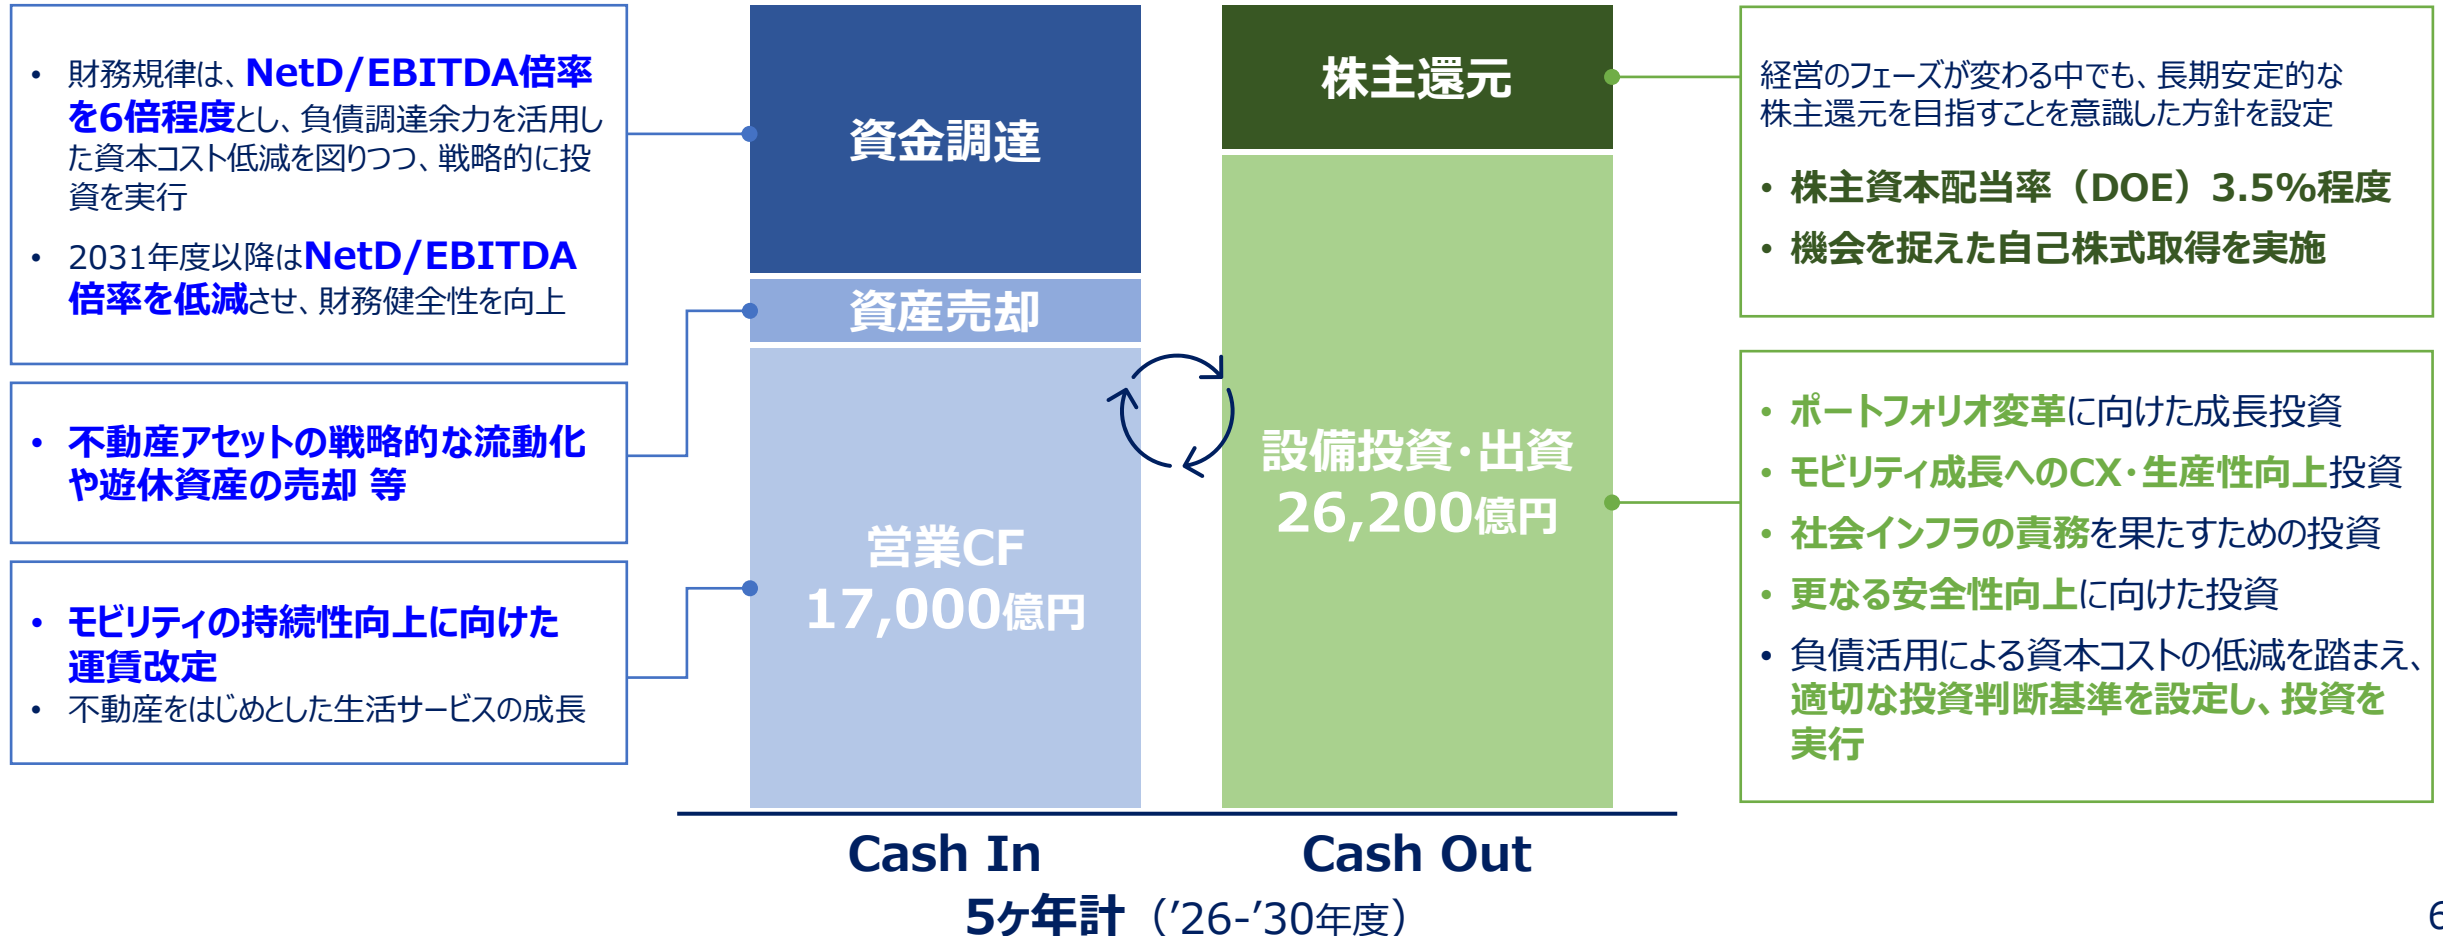 • 財務規律は、NetD/EBITDA倍率
を6倍程度とし、負債調達余力を活用し
た資本コスト低減を図りつつ、戦略的に投
資を実行
• 2031年度以降はNetD/EBITDA
倍率を低減させ、財務健全性を向上
• 不動産アセットの戦略的な流動化
や遊休資産の売却 等
• モビリティの持続性向上に向けた
運賃改定
• 不動産をはじめとした生活サービスの成長
資金調達
資産売却
営業CF
17,000億円
株主還元
設備投資・出資
26,200億円
経営のフェーズが変わる中でも、長期安定的な
株主還元を目指すことを意識した方針を設定
• 株主資本配当率（DOE）3.5%程度
• 機会を捉えた自己株式取得を実施
• ポートフォリオ変革に向けた成長投資
• モビリティ成長へのCX・生産性向上投資
• 社会インフラの責務を果たすための投資
• 更なる安全性向上に向けた投資
• 負債活用による資本コストの低減を踏まえ、
適切な投資判断基準を設定し、投資を
実行
Cash In
Cash Out
5ヶ年計（’26-’30年度）
6